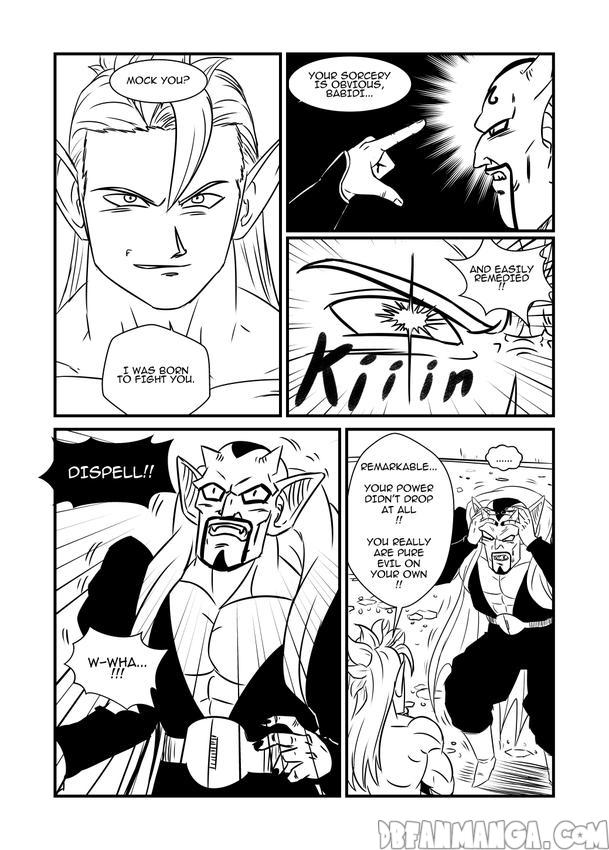 MOCK YOU?
I WAS BORN
TO FIGHT YOU.
YOUR SORCERY
IS OBVIOUS,
BABIDI...
AND EASILY
REMEDIED
!!
Kiiiin
DISPELL!!
W-WHA...
!!!
REMARKABLE...
YOUR POWER
DIDN'T DROP
AT ALL
!!
YOU REALLY
ARE PURE
EVIL ON
YOUR OWN
!!
......
DBFANMANGA.COM